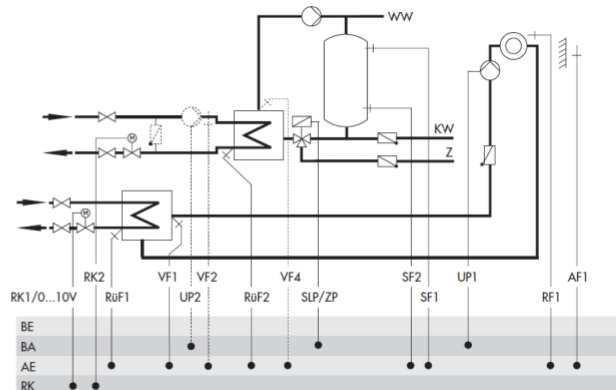 WW
M
KW
Z
M
RK2 VF1 VF2 VF4 SF2 UP1 AF1
RK1/0...10V RüF1 UP2 RüF2 SLP/ZP SF1 RF1
BE
BA
AE
RK